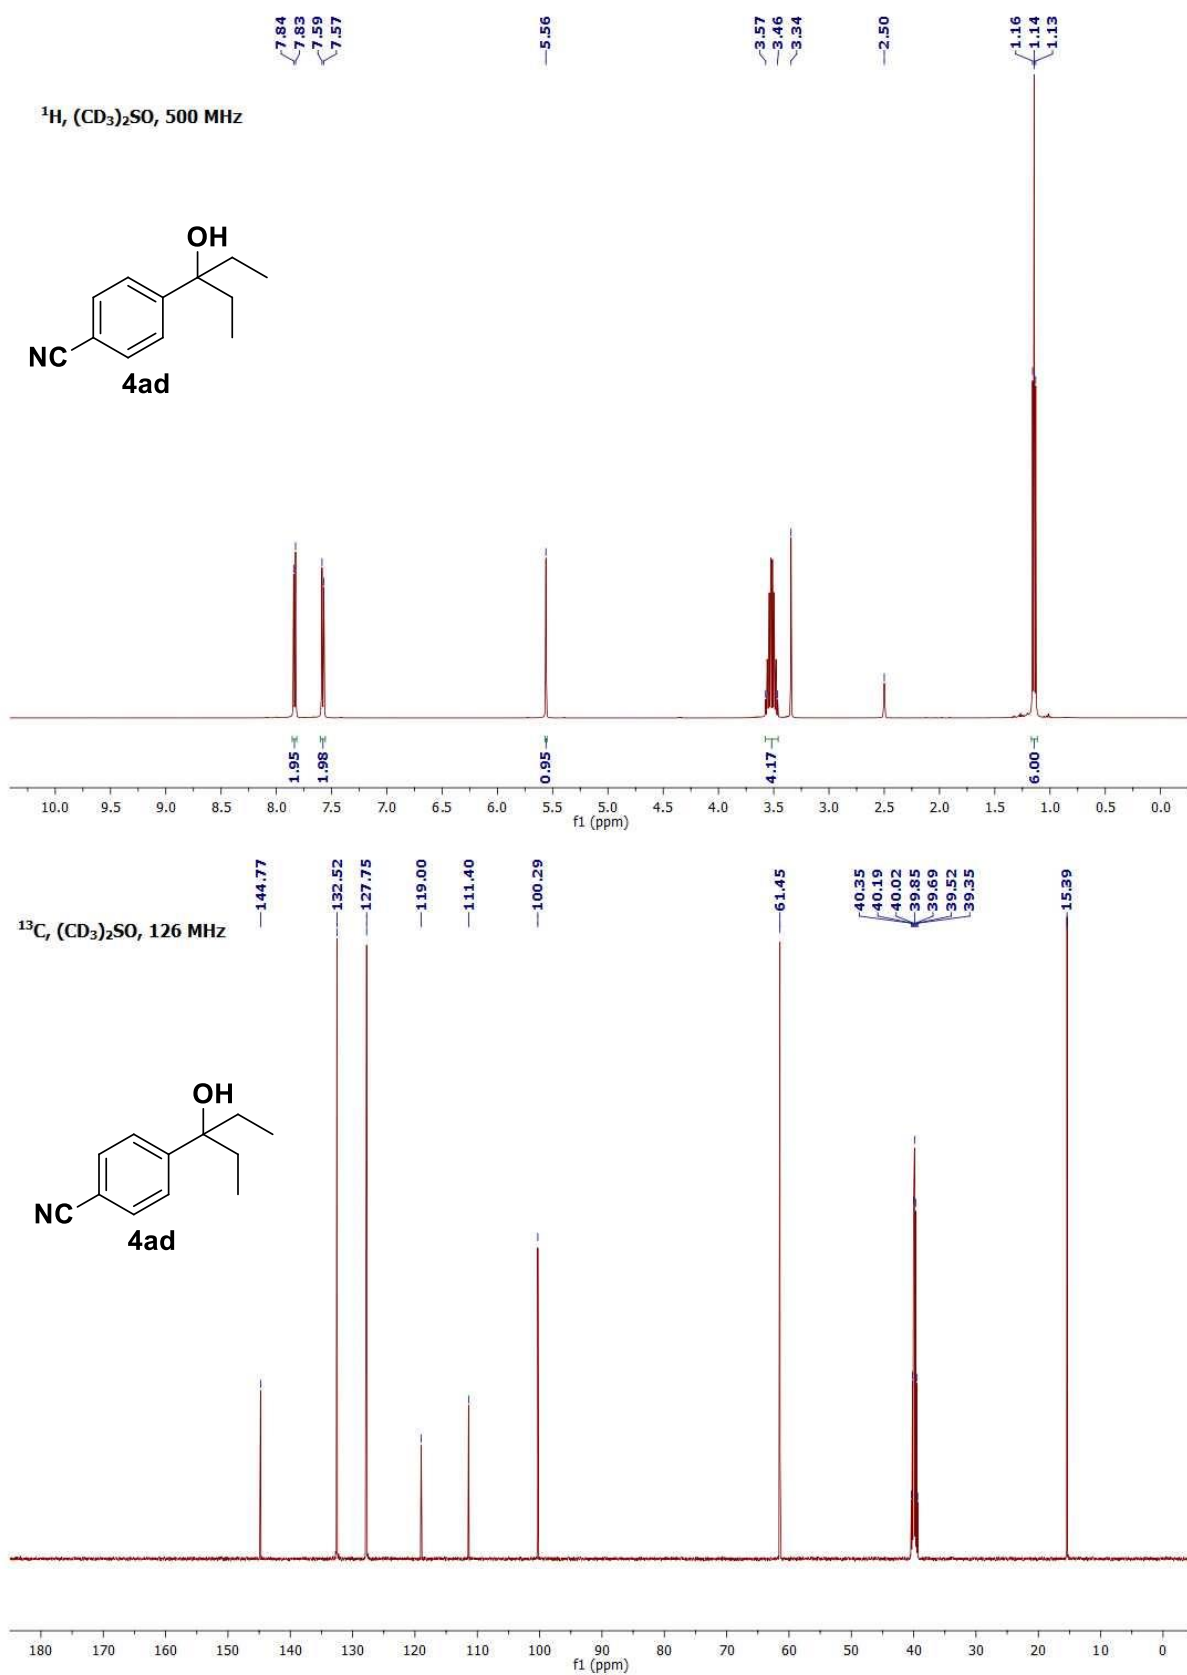 7.84
7.83
7.59
7.57
5.56
3.57
3.46
3.34
2.50
1.16
1.14
1.13
¹H, (CD₃)₂SO, 500 MHz
OH
NC
4ad
1.95
1.98
0.95
4.17
6.00
10.0 9.5 9.0 8.5 8.0 7.5 7.0 6.5 6.0 5.5 5.0 4.5 4.0 3.5 3.0 2.5 2.0 1.5 1.0 0.5 0.0
f1 (ppm)
144.77
132.52
127.75
119.00
111.40
100.29
61.45
40.35
40.19
40.02
39.85
39.69
39.52
39.35
15.39
¹³C, (CD₃)₂SO, 126 MHz
OH
NC
4ad
180 170 160 150 140 130 120 110 100 90 80 70 60 50 40 30 20 10 0
f1 (ppm)